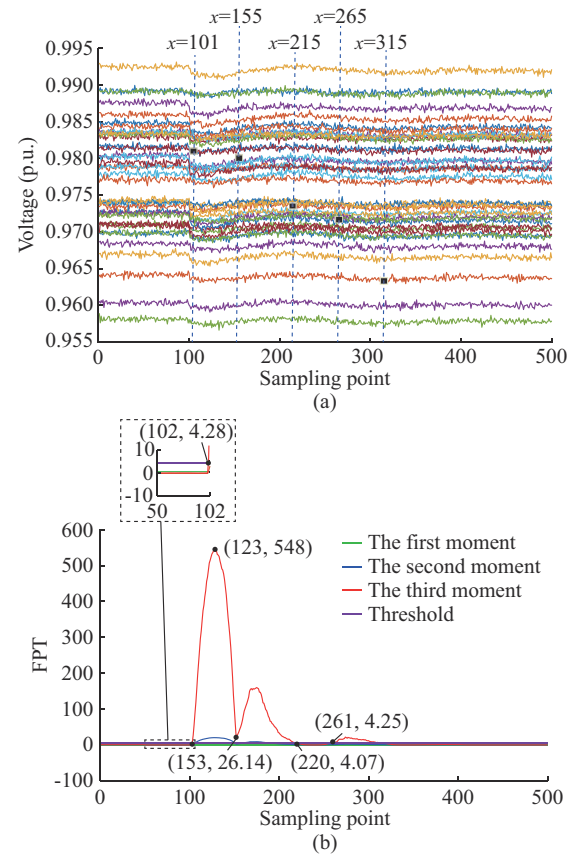 x=155 x=265
x=101 x=215 x=315
0.995
0.990
0.985
0.980
0.975
0.970
0.965
0.960
0.955
Voltage (p.u.)
0 100 200 300 400 500
Sampling point
(a)
(102, 4.28)
10
0
-10
50 102
600
500
400
300
200
100
0
-100
FPT
(123, 548)
The first moment
The second moment
The third moment
Threshold
(261, 4.25)
(153, 26.14) (220, 4.07)
0 100 200 300 400 500
Sampling point
(b)